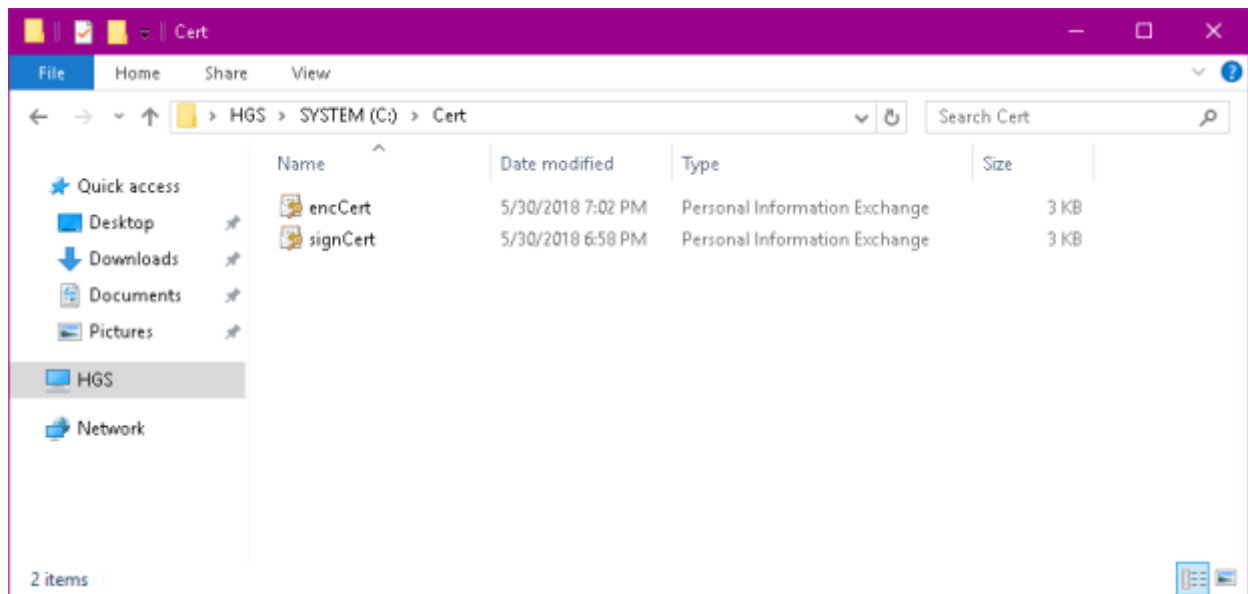 Cert
File Home Share View
HGS > SYSTEM (C:) > Cert
Search Cert
Name Date modified Type Size
Quick access
Desktop
Downloads
Documents
Pictures
HGS
Network
encCert 5/30/2018 7:02 PM Personal Information Exchange 3 KB
signCert 5/30/2018 6:58 PM Personal Information Exchange 3 KB
2 items